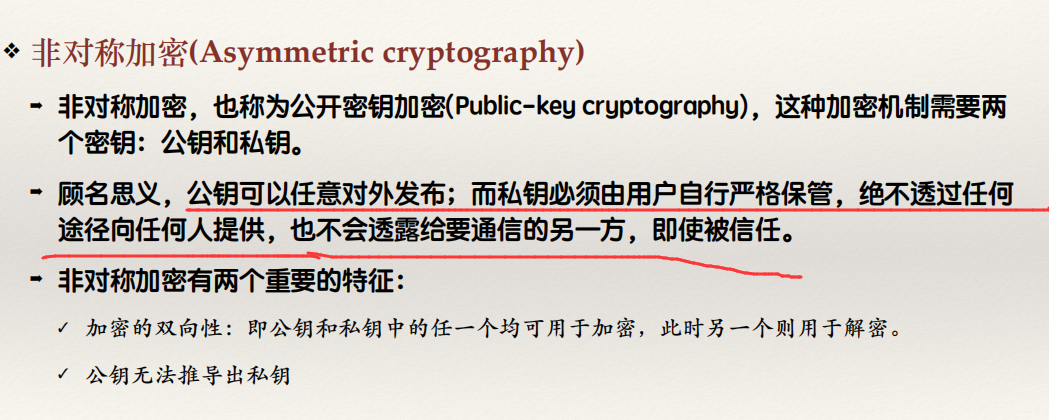 ❖ 非对称加密(Asymmetric cryptography)
➡ 非对称加密，也称为公开密钥加密(Public-key cryptography)，这种加密机制需要两
个密钥：公钥和私钥。
➡ 顾名思义，公钥可以任意对外发布；而私钥必须由用户自行严格保管，绝不透过任何
途径向任何人提供，也不会透露给要通信的另一方，即使被信任。
➡ 非对称加密有两个重要的特征：
✓ 加密的双向性：即公钥和私钥中的任一个均可用于加密，此时另一个则用于解密。
✓ 公钥无法推导出私钥